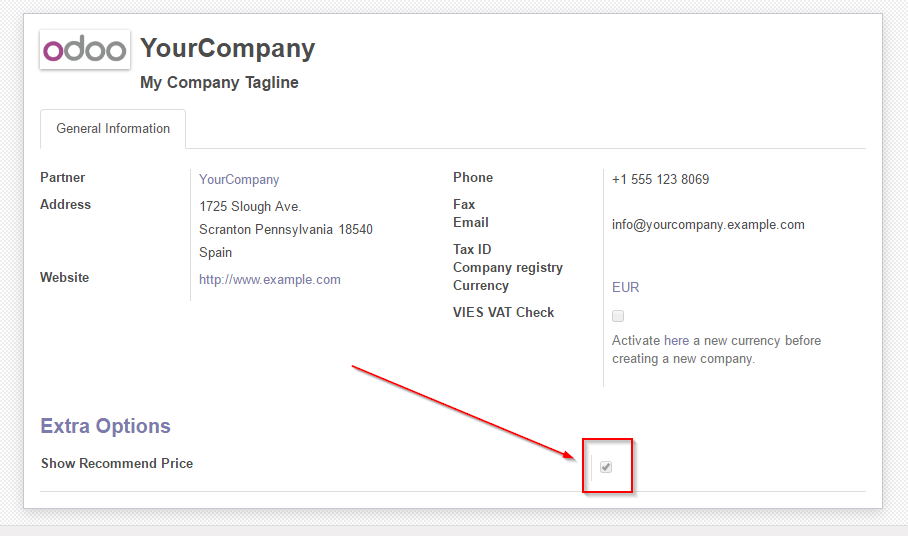 odoo
YourCompany
My Company Tagline
General Information
Partner
YourCompany
Address
1725 Slough Ave.
Scranton Pennsylvania 18540
Spain
Website
http://www.example.com
Phone
+1 555 123 8069
Fax
Email
info@yourcompany.example.com
Tax ID
Company registry
Currency
EUR
VIES VAT Check
Activate here a new currency before
creating a new company.
Extra Options
Show Recommend Price